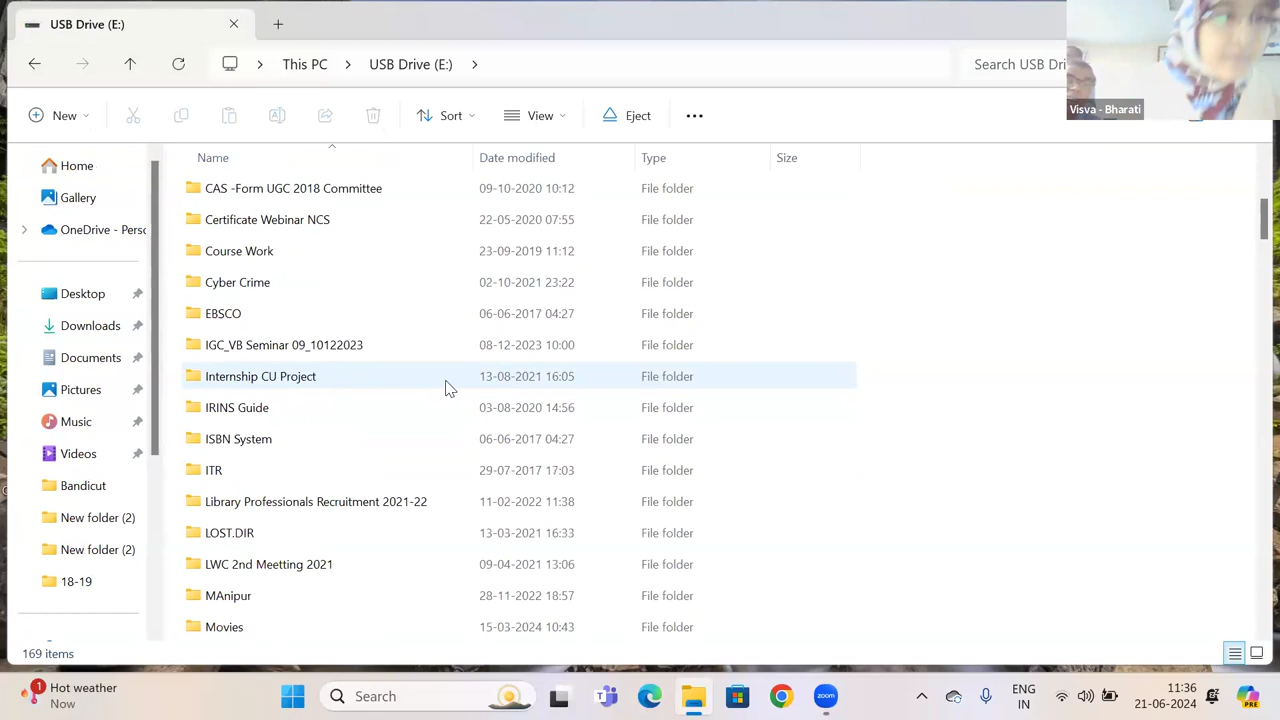 USB Drive (E:)
This PC
USB Drive (E:)
Search USB Dri
Visva - Bharati
New
Sort
View
Eject
Home
Gallery
OneDrive - Persc
Desktop
Downloads
Documents
Pictures
Music
Videos
Bandicut
New folder (2)
New folder (2)
18-19
Name Date modified Type Size
CAS -Form UGC 2018 Committee 09-10-2020 10:12 File folder
Certificate Webinar NCS 22-05-2020 07:55 File folder
Course Work 23-09-2019 11:12 File folder
Cyber Crime 02-10-2021 23:22 File folder
EBSCO 06-06-2017 04:27 File folder
IGC_VB Seminar 09_10122023 08-12-2023 10:00 File folder
Internship CU Project 13-08-2021 16:05 File folder
IRINS Guide 03-08-2020 14:56 File folder
ISBN System 06-06-2017 04:27 File folder
ITR 29-07-2017 17:03 File folder
Library Professionals Recruitment 2021-22 11-02-2022 11:38 File folder
LOST.DIR 13-03-2021 16:33 File folder
LWC 2nd Meetting 2021 09-04-2021 13:06 File folder
MAnipur 28-11-2022 18:57 File folder
Movies 15-03-2024 10:43 File folder
169 items
1
Hot weather
Now
Search
zoom
ENG
IN
11:36
21-06-2024
PRE